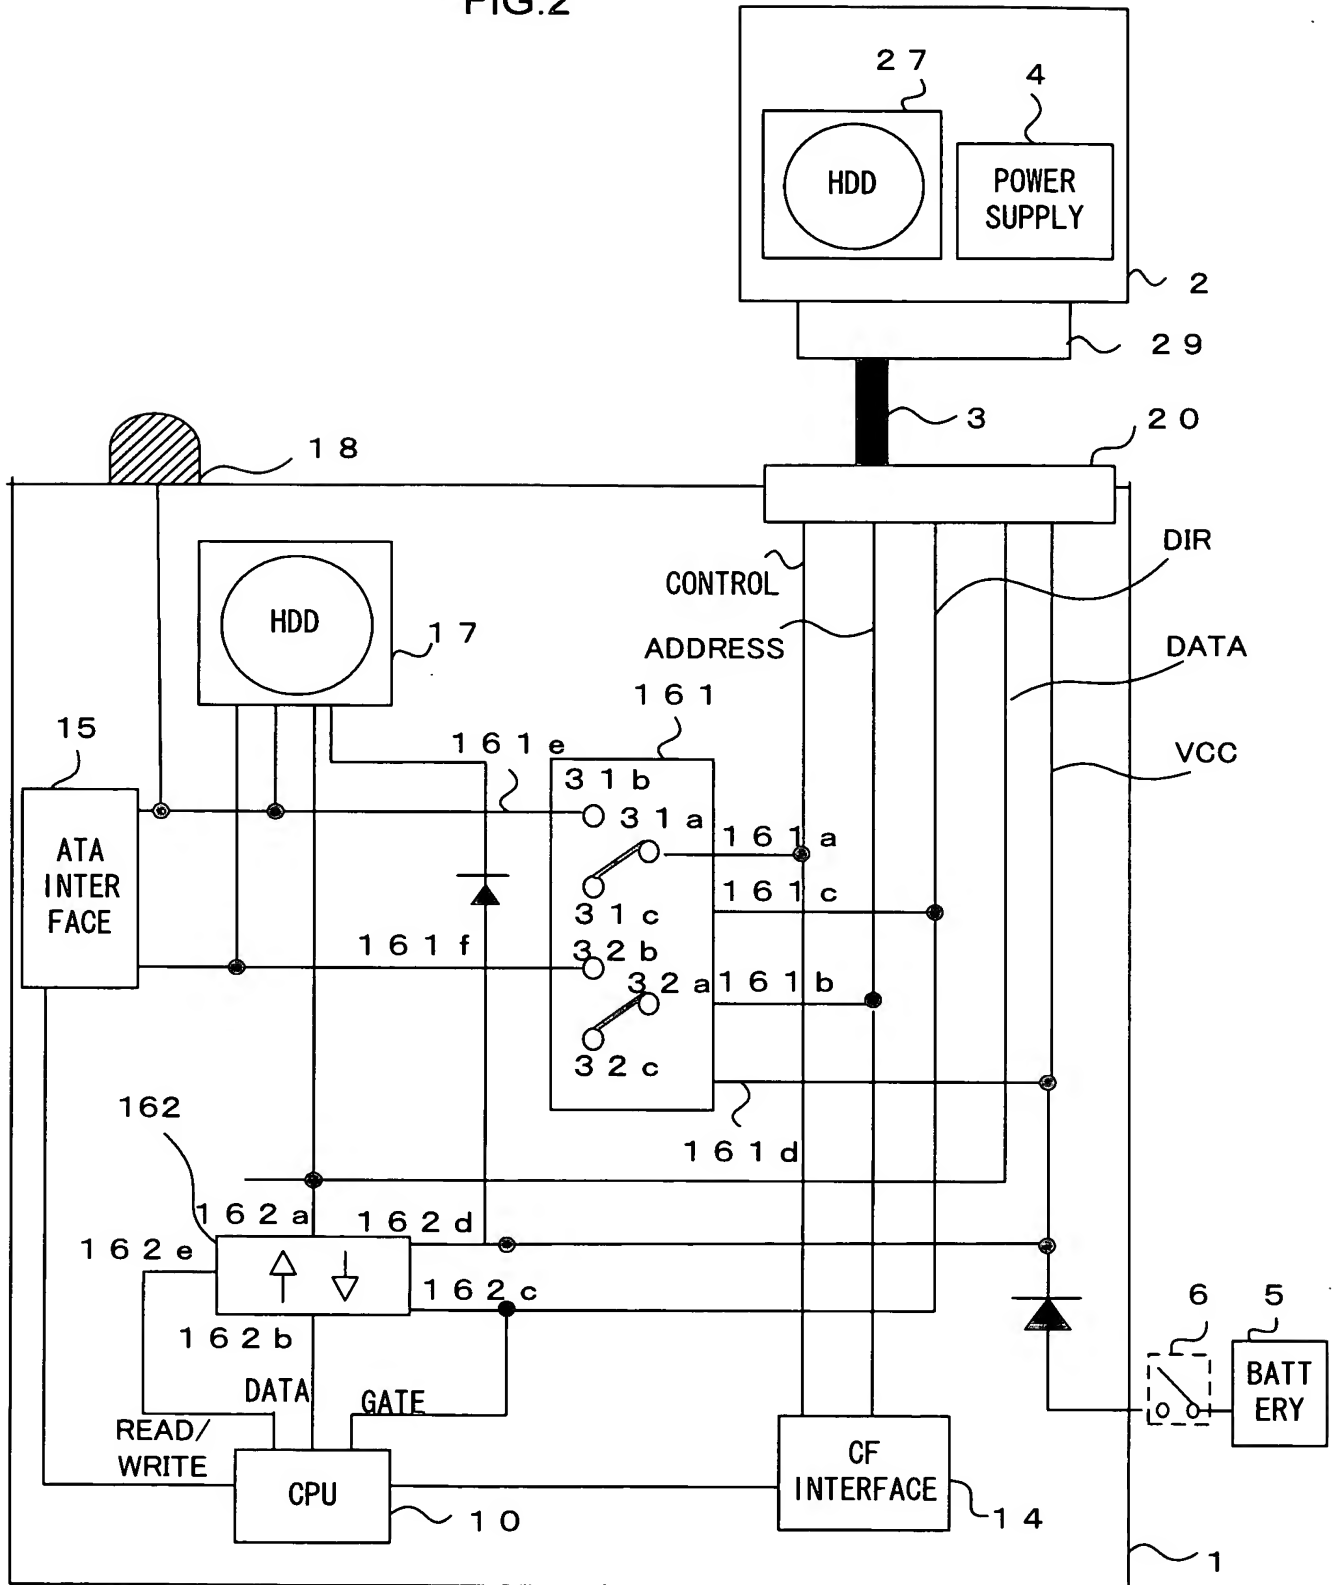 FIG.2
27
4
HDD
POWER
SUPPLY
2
29
3
20
18
DIR
CONTROL
HDD
17
ADDRESS
DATA
161
15
161e
VCC
31b
31a
161a
ATA
INTER
FACE
161c
31c
161f
32b
32a
161b
32c
162
161d
162a
162d
162e
162c
6
5
162b
BATT
ERY
DATA
GATE
READ/
WRITE
CF
INTERFACE
CPU
10
14
1